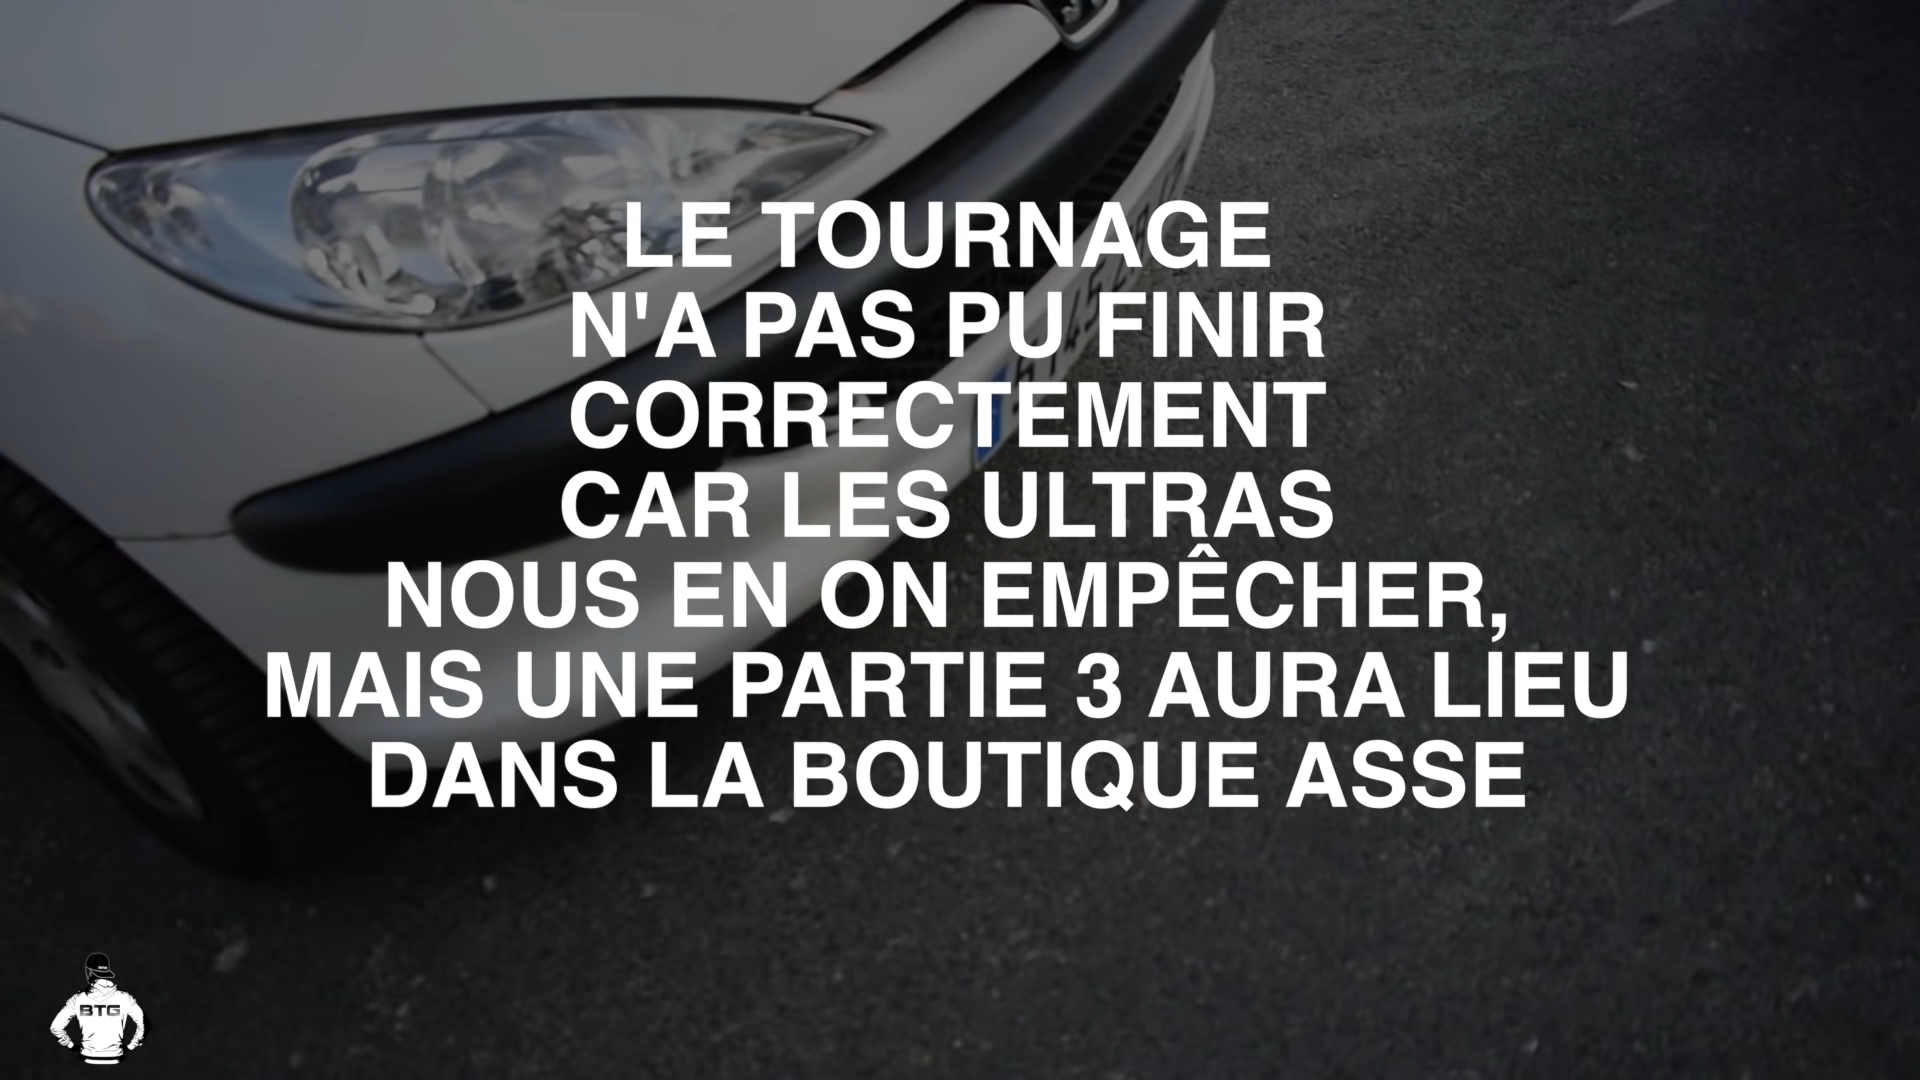 LE TOURNAGE
N'A PAS PU FINIR
CORRECTEMENT
CAR LES ULTRAS
NOUS EN ON EMPÊCHER,
MAIS UNE PARTIE 3 AURA LIEU
DANS LA BOUTIQUE ASSE
BTG